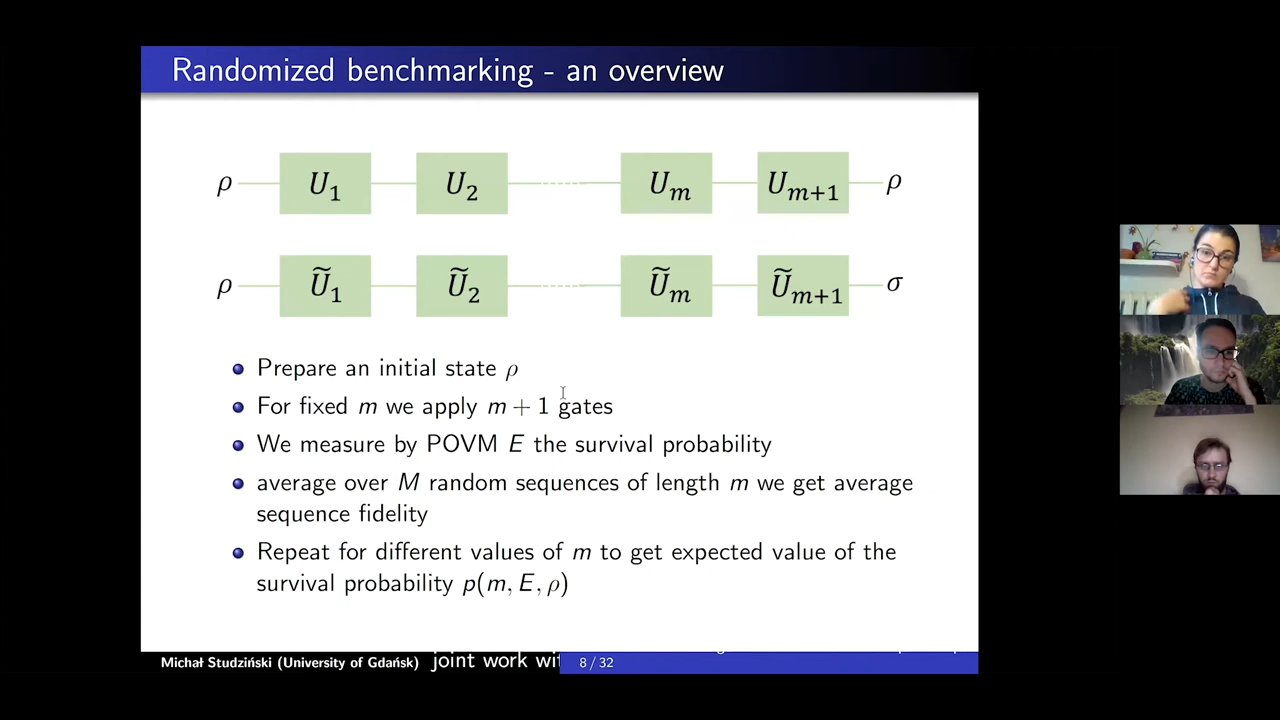 Randomized benchmarking - an overview
ρ U₁ U₂ ...... Uₘ Uₘ₊₁ ρ
ρ Ũ₁ Ũ₂ ...... Ũₘ Ũₘ₊₁ σ
Prepare an initial state ρ
For fixed m we apply m + 1 gates
We measure by POVM E the survival probability
average over M random sequences of length m we get average
sequence fidelity
Repeat for different values of m to get expected value of the
survival probability p(m, E, ρ)
Michał Studziński (University of Gdańsk) joint work wit 8 / 32